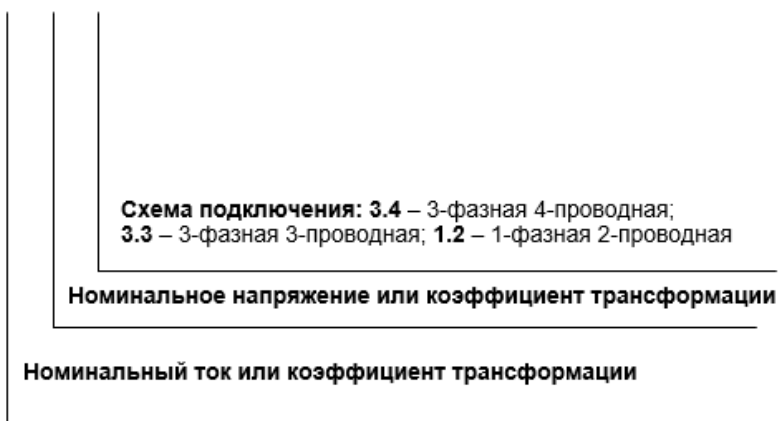 Схема подключения: 3.4 – 3-фазная 4-проводная;
3.3 – 3-фазная 3-проводная; 1.2 – 1-фазная 2-проводная
Номинальное напряжение или коэффициент трансформации
Номинальный ток или коэффициент трансформации